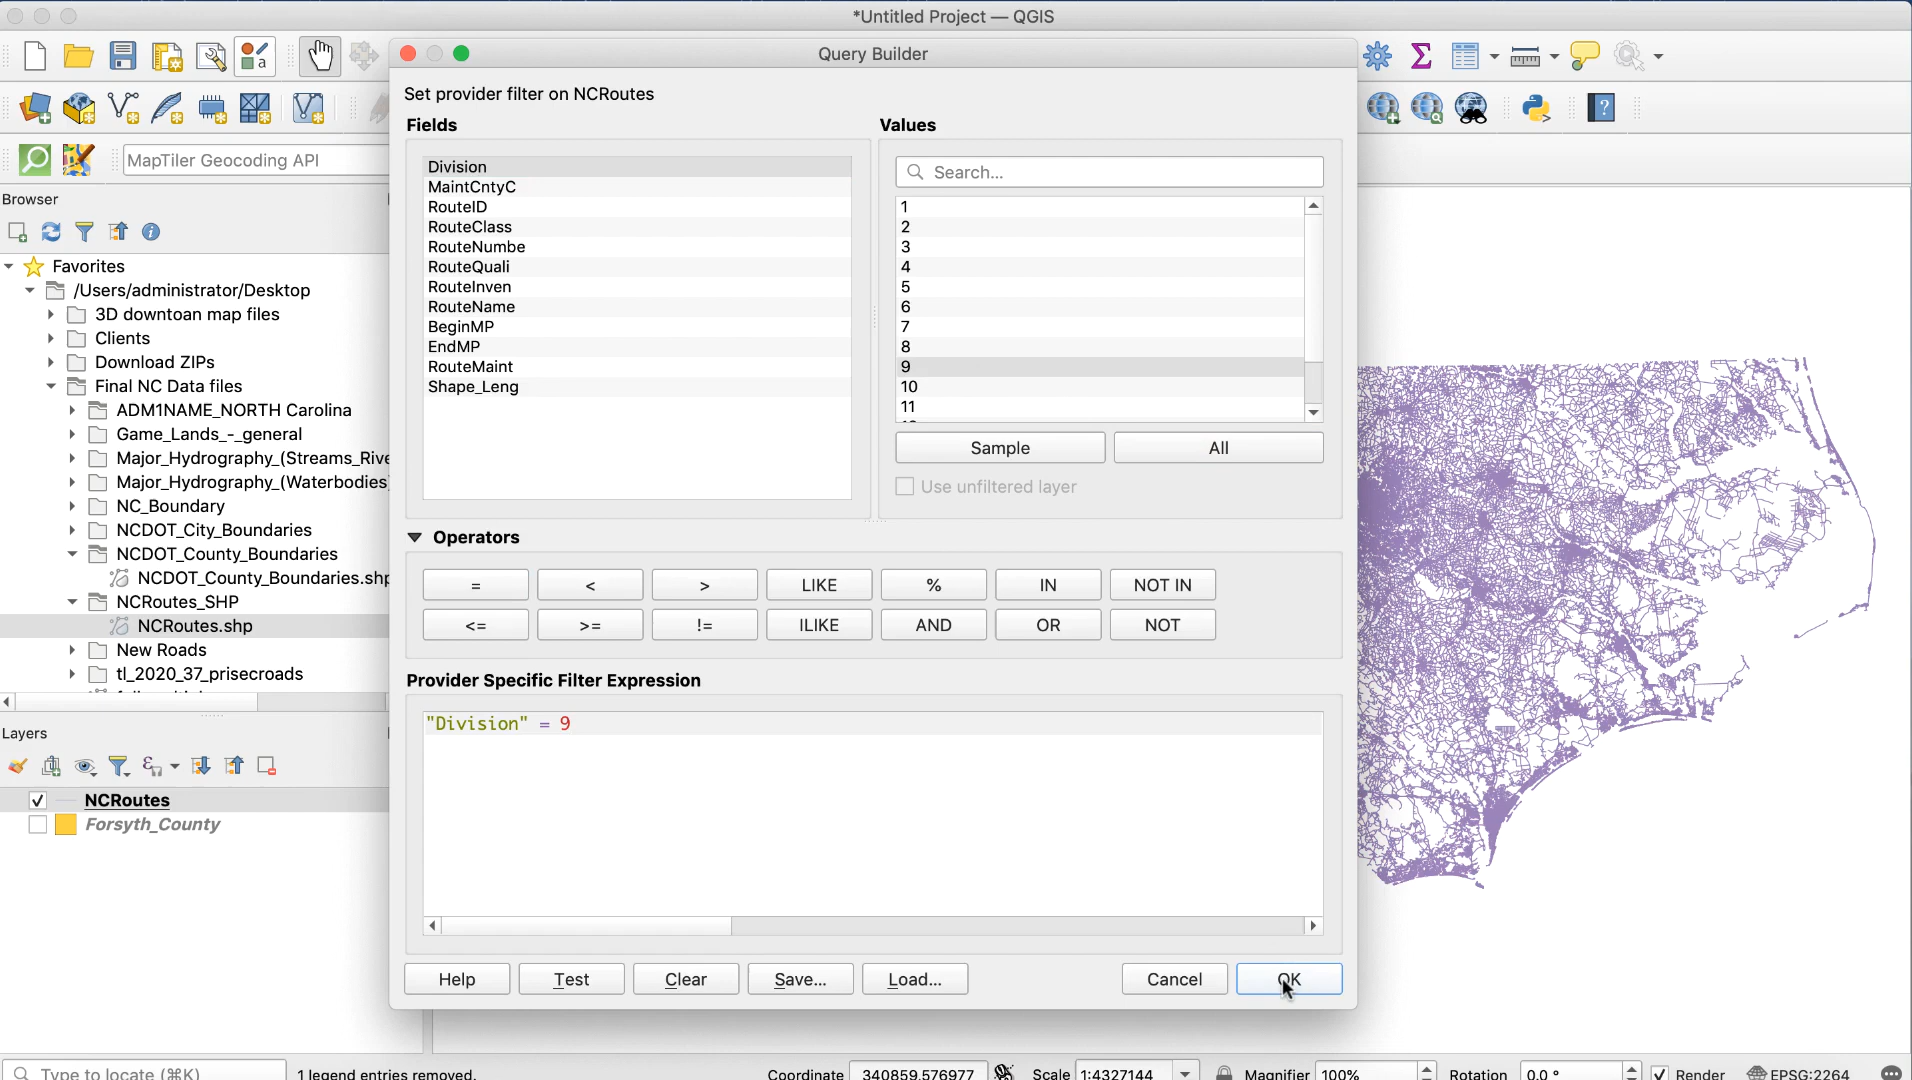 *Untitled Project — QGIS
Query Builder
Set provider filter on NCRoutes
Fields
Values
Division
MaintCntyC
RouteID
RouteClass
RouteNumbe
RouteQuali
RouteInven
RouteName
BeginMP
EndMP
RouteMaint
Shape_Leng
Search...
1
2
3
4
5
6
7
8
9
10
11
Sample
All
Use unfiltered layer
Operators
= < > LIKE % IN NOT IN
<= >= != ILIKE AND OR NOT
Provider Specific Filter Expression
"Division" = 9
Help Test Clear Save... Load... Cancel OK
MapTiler Geocoding API
Browser
Favorites
/Users/administrator/Desktop
3D downtoan map files
Clients
Download ZIPs
Final NC Data files
ADM1NAME_NORTH Carolina
Game_Lands_-_general
Major_Hydrography_(Streams_Rive
Major_Hydrography_(Waterbodies)
NC_Boundary
NCDOT_City_Boundaries
NCDOT_County_Boundaries
NCDOT_County_Boundaries.shp
NCRoutes_SHP
NCRoutes.shp
New Roads
tl_2020_37_prisecroads
Layers
NCRoutes
Forsyth_County
Type to locate (⌘K)
1 legend entries removed.
Coordinate 340859,576977
Scale 1:4327144
Magnifier 100%
Rotation 0.0 °
Render
EPSG:2264